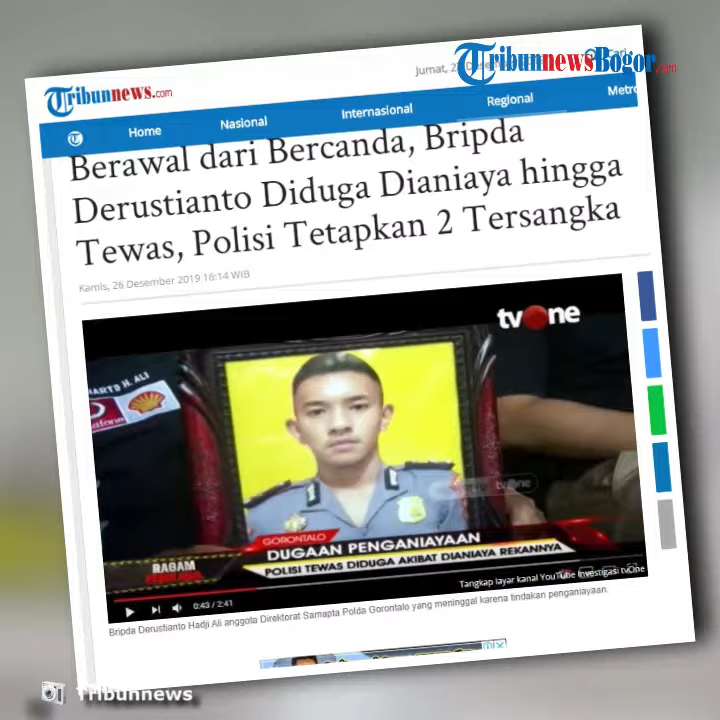 TribunnewsBogor.com
Tribunnews.com
Home
Nasional
Internasional
Regional
Metro
Berawal dari Bercanda, Bripda
Derustianto Diduga Dianiaya hingga
Tewas, Polisi Tetapkan 2 Tersangka
Kamis, 26 Desember 2019 16:14 WIB
tvOne
HARTO H. ALI
tvOne
GORONTALO
DUGAAN PENGANIAYAAN
RAGAM
POLISI TEWAS DIDUGA AKIBAT DIANIAYA REKANNYA
Tangkap layar kanal YouTube Investigasi tvOne
0:43 / 2:41
Bripda Derustianto Hadji Ali anggota Direktorat Samapta Polda Gorontalo yang meninggal karena tindakan penganiayaan.
Tribunnews